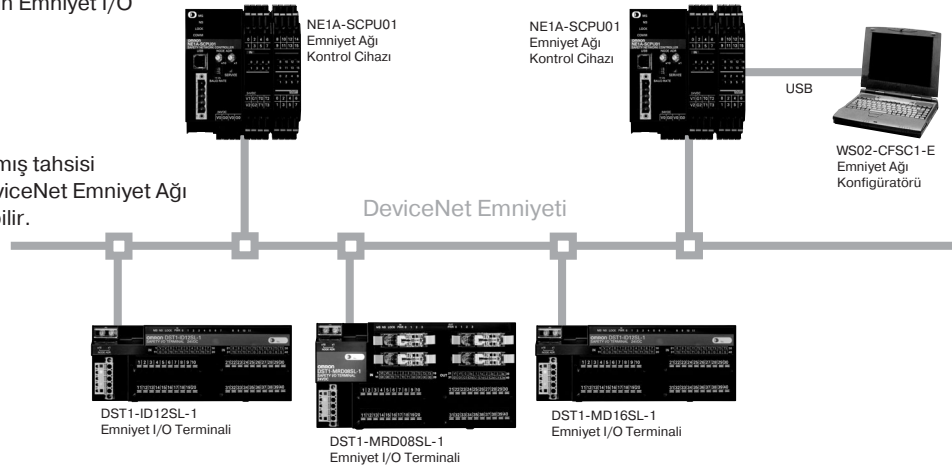 n Emniyet I/O
NE1A-SCPU01
Emniyet Ağı
Kontrol Cihazı
NE1A-SCPU01
Emniyet Ağı
Kontrol Cihazı
USB
WS02-CFSC1-E
Emniyet Ağı
Konfigüratörü
mış tahsisi
viceNet Emniyet Ağı
bilir.
DeviceNet Emniyeti
DST1-ID12SL-1
Emniyet I/O Terminali
DST1-MRD08SL-1
Emniyet I/O Terminali
DST1-MD16SL-1
Emniyet I/O Terminali